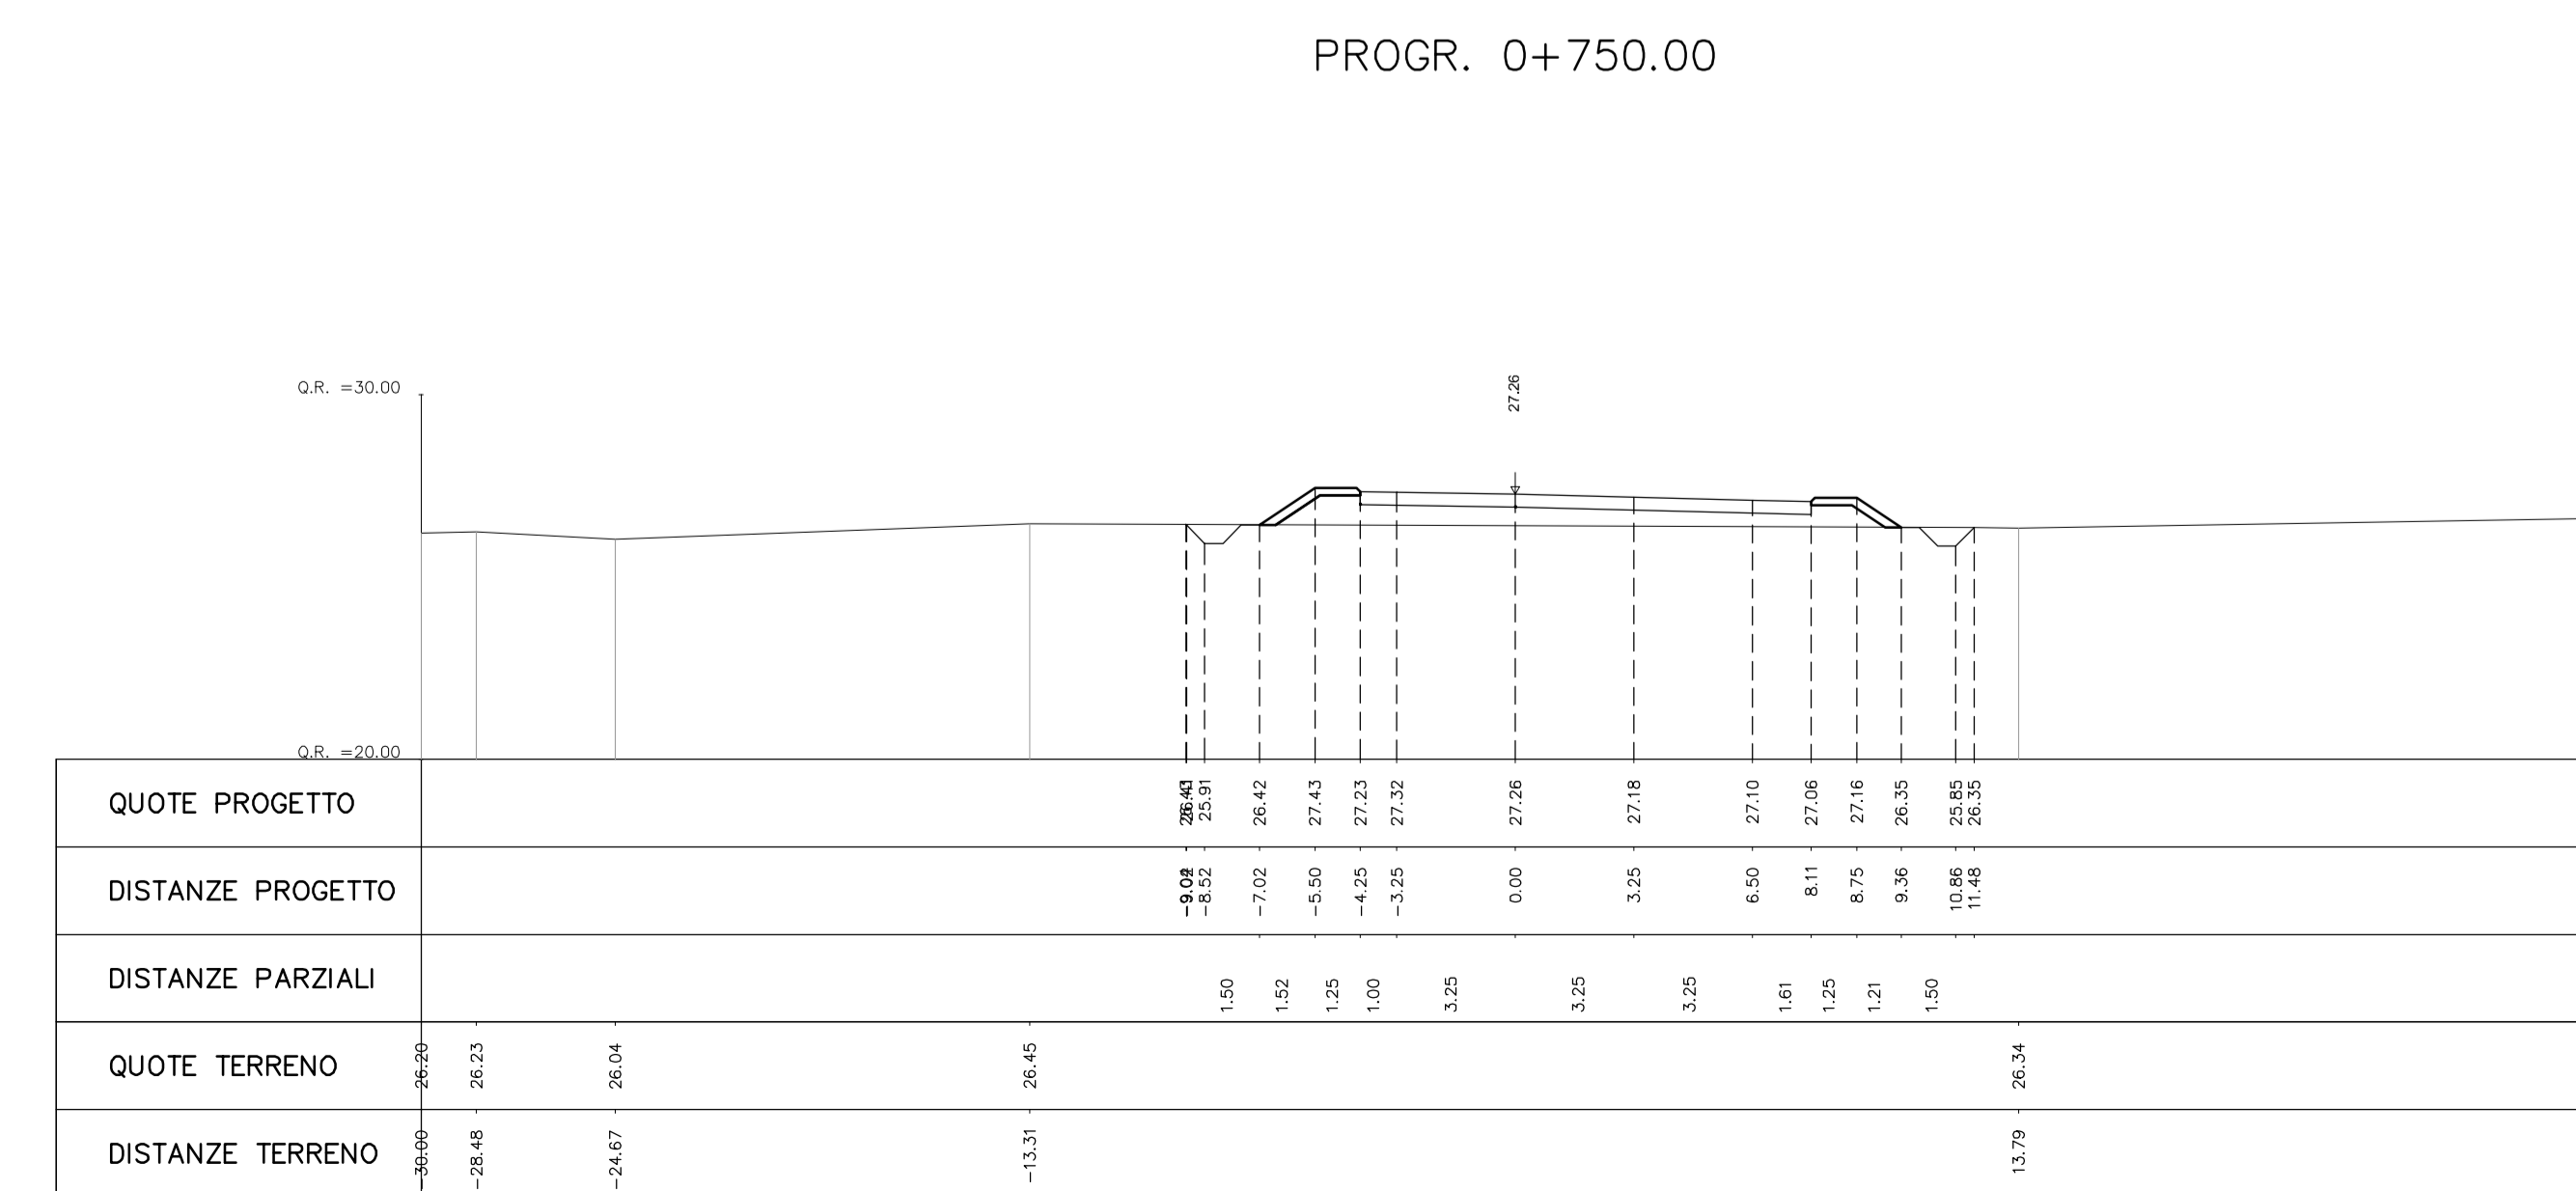 PROGR. 0+750.00
27.26
Q.R. =30.00
Q.R. =20.00
QUOTE PROGETTO 25.91 26.42 27.43 27.23 27.32 27.26 27.18 27.10 27.06 27.16 26.35 25.85 26.35
DISTANZE PROGETTO -8.52 -7.02 -5.50 -4.25 -3.25 0.00 3.25 6.50 8.11 8.75 9.36 10.86 11.48
DISTANZE PARZIALI 1.50 1.52 1.25 1.00 3.25 3.25 3.25 1.61 1.25 1.21 1.50
QUOTE TERRENO 26.20 26.23 26.04 26.45 26.34
DISTANZE TERRENO -30.00 -28.48 -24.67 -13.31 13.79